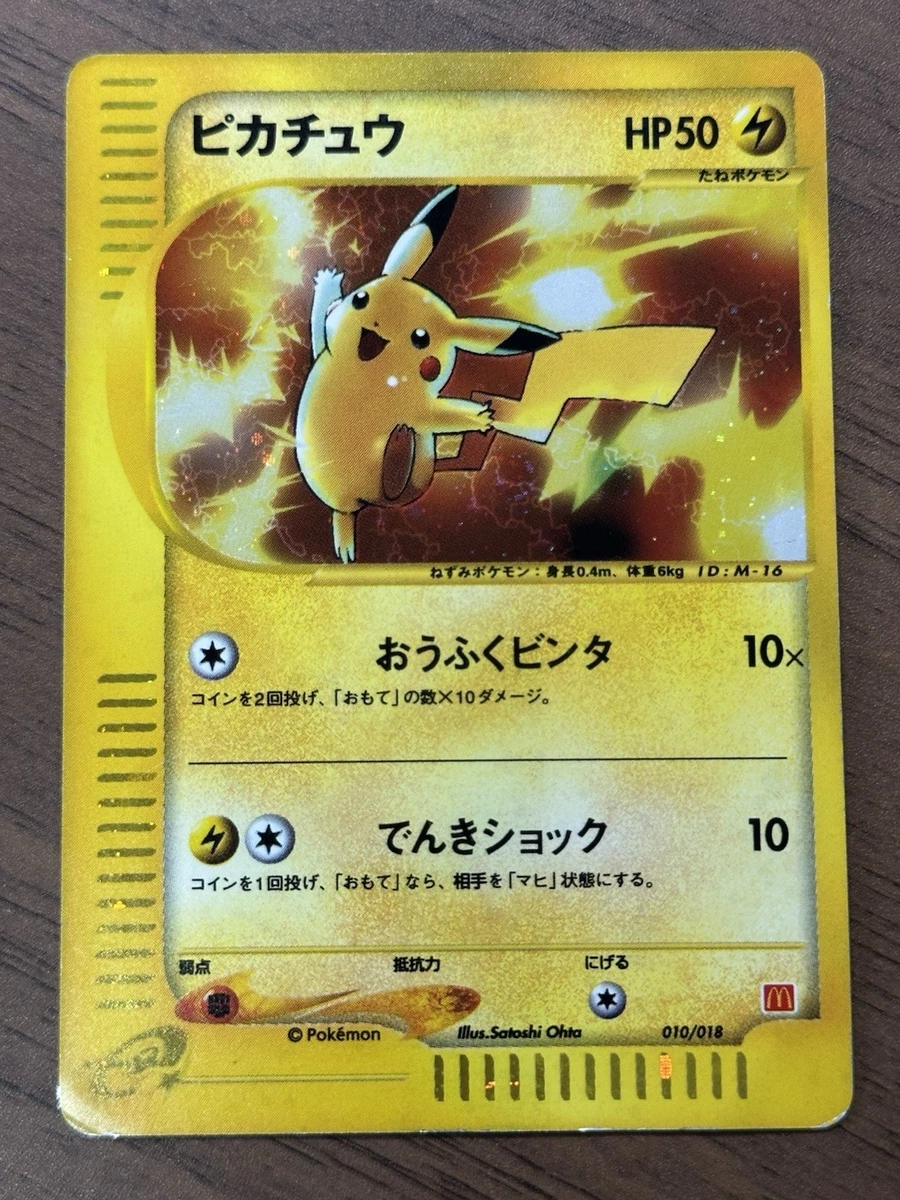 ピカチュウ HP50
たねポケモン
ねずみポケモン：身長0.4m、体重6kg ID:M-16
おうふくビンタ 10×
コインを2回投げ、「おもて」の数×10ダメージ。
でんきショック 10
コインを1回投げ、「おもて」なら、相手を「マヒ」状態にする。
弱点 抵抗力 にげる
© Pokémon Illus.Satoshi Ohta 010/018